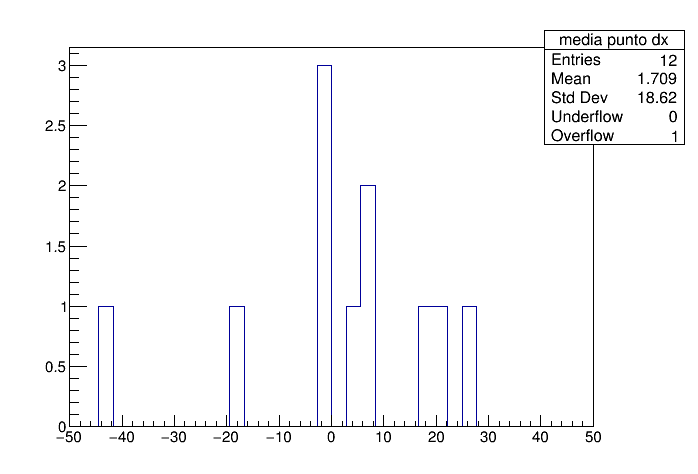 media punto dx
Entries 12
Mean 1.709
Std Dev 18.62
Underflow 0
Overflow 1
3
2.5
2
1.5
1
0.5
0
−50 −40 −30 −20 −10 0 10 20 30 40 50